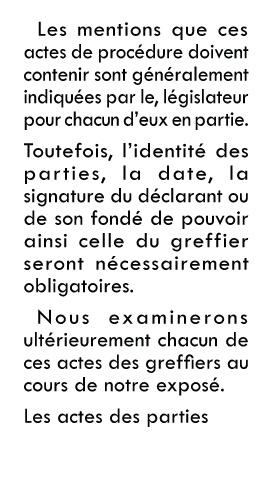 Les mentions que ces
actes de procédure doivent
contenir sont généralement
indiquées par le, législateur
pour chacun d'eux en partie.
Toutefois, l'identité des
parties, la date, la
signature du déclarant ou
de son fondé de pouvoir
ainsi celle du greffier
seront nécessairement
obligatoires.
Nous examinerons
ultérieurement chacun de
ces actes des greffiers au
cours de notre exposé.
Les actes des parties